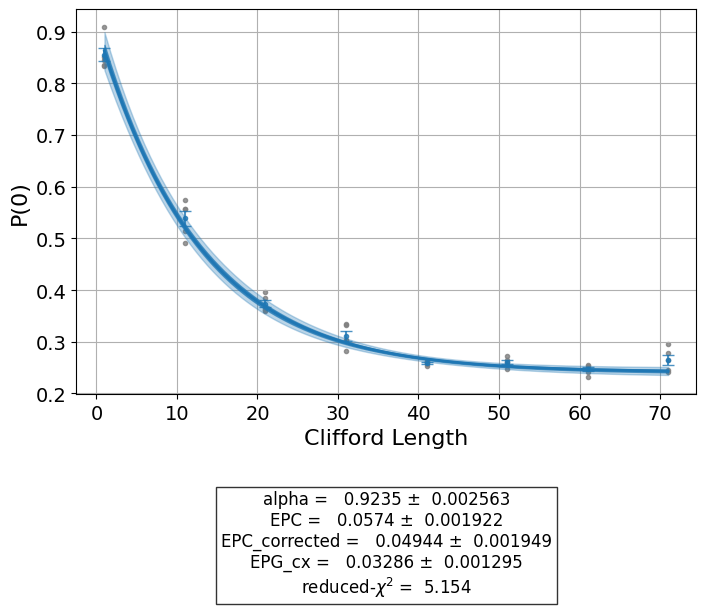 0.9
0.8
0.7
0.6
0.5
0.4
0.3
0.2
P(0)
0 10 20 30 40 50 60 70
Clifford Length
alpha = 0.9235 ± 0.002563
EPC = 0.0574 ± 0.001922
EPC_corrected = 0.04944 ± 0.001949
EPG_cx = 0.03286 ± 0.001295
reduced-χ² = 5.154